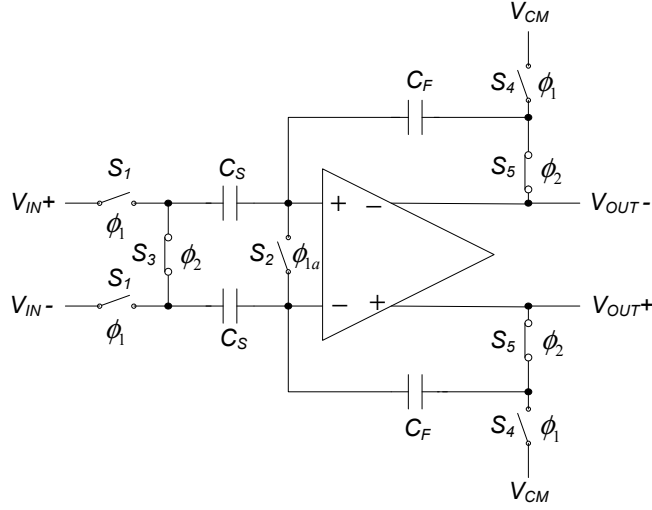 V_CM
C_F
S_4 ϕ_1
S_1
C_S
S_5 ϕ_2
V_IN+
+ −
V_OUT-
ϕ_1
S_3 ϕ_2
S_2 ϕ_1a
S_1
V_IN-
− +
V_OUT+
ϕ_1
C_S
S_5 ϕ_2
C_F
S_4 ϕ_1
V_CM